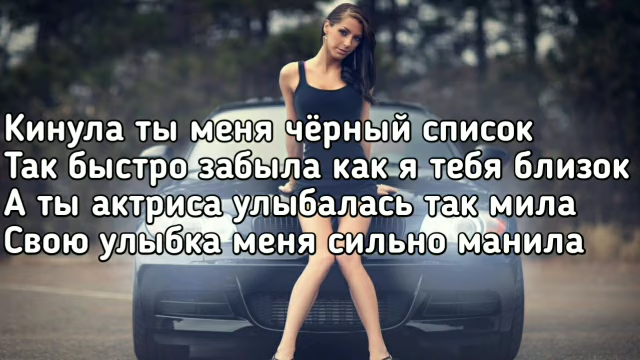 Кинула ты меня чёрный список
Так быстро забыла как я тебя близок
А ты актриса улыбалась так мила
Свою улыбка меня сильно манила